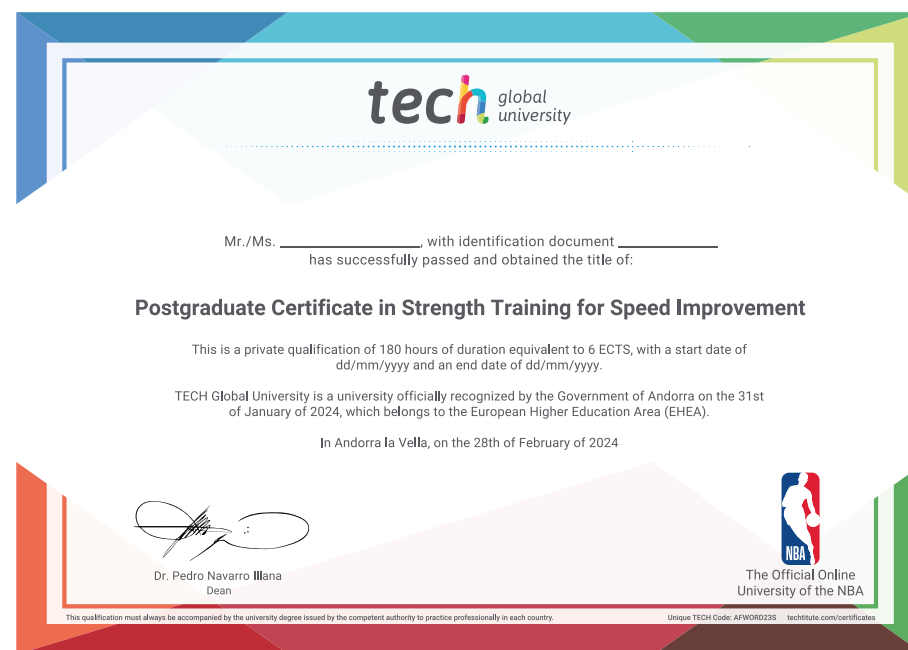 tech global university
Mr./Ms. ____________, with identification document ____________
has successfully passed and obtained the title of:
Postgraduate Certificate in Strength Training for Speed Improvement
This is a private qualification of 180 hours of duration equivalent to 6 ECTS, with a start date of
dd/mm/yyyy and an end date of dd/mm/yyyy.
TECH Global University is a university officially recognized by the Government of Andorra on the 31st
of January of 2024, which belongs to the European Higher Education Area (EHEA).
In Andorra la Vella, on the 28th of February of 2024
NBA
Dr. Pedro Navarro Illana
Dean
The Official Online
University of the NBA
This qualification must always be accompanied by the university degree issued by the competent authority to practice professionally in each country.
Unique TECH Code: AFWORD23S techtitute.com/certificates